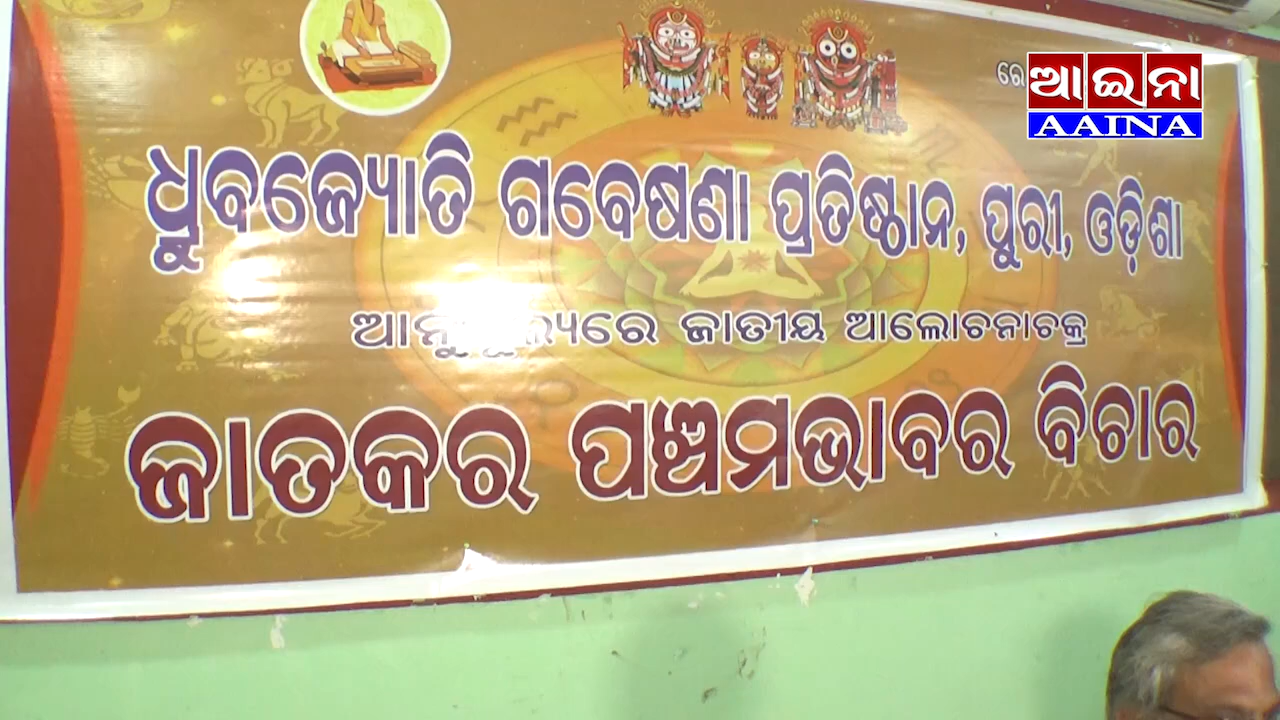 ଆଇନା
AAINA
ଧ୍ରୁବଜ୍ୟୋତି ଗବେଷଣା ପ୍ରତିଷ୍ଠାନ, ପୁରୀ, ଓଡ଼ିଶା
ଜାତୀୟ ଆଲୋଚନାଚକ୍ର
ଜାତକର ପଞ୍ଚମଭାବର ବିଚାର